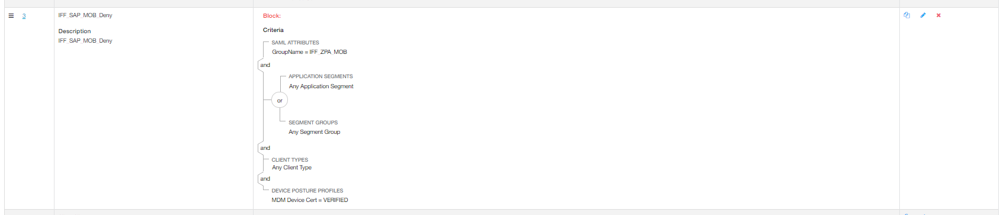 3
IFF_SAP_MOB_Deny
Description
IFF_SAP_MOB_Deny
Block:
Criteria
SAML ATTRIBUTES
GroupName = IFF_ZPA_MOB
and
APPLICATION SEGMENTS
Any Application Segment
or
SEGMENT GROUPS
Any Segment Group
and
CLIENT TYPES
Any Client Type
and
DEVICE POSTURE PROFILES
MDM Device Cert = VERIFIED